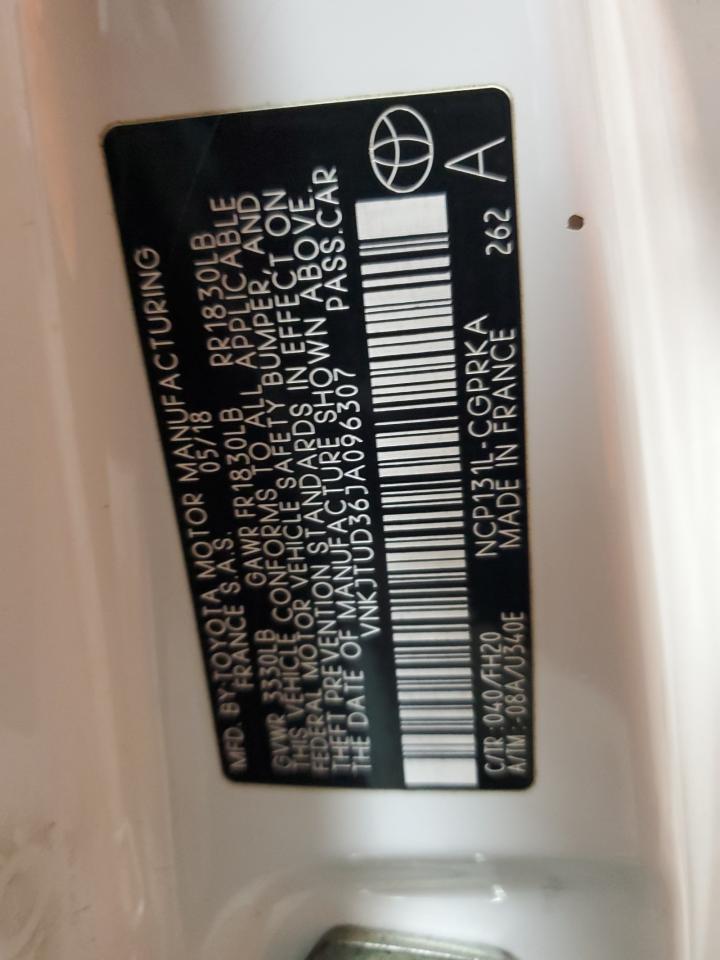 MFD. BY: TOYOTA MOTOR MANUFACTURING
FRANCE S.A.S. 05/18
GVWR 3330LB GAWR FR1830LB RR1830LB
THIS VEHICLE CONFORMS TO ALL APPLICABLE
FEDERAL MOTOR VEHICLE SAFETY BUMPER, AND
THEFT PREVENTION STANDARDS IN EFFECT ON
THE DATE OF MANUFACTURE SHOWN ABOVE.
VNKJTUD36JA096307 PASS.CAR
C/TR :040/FH20 NCP131L-CGPRKA 262 A
A/TM :-08A/U340E MADE IN FRANCE